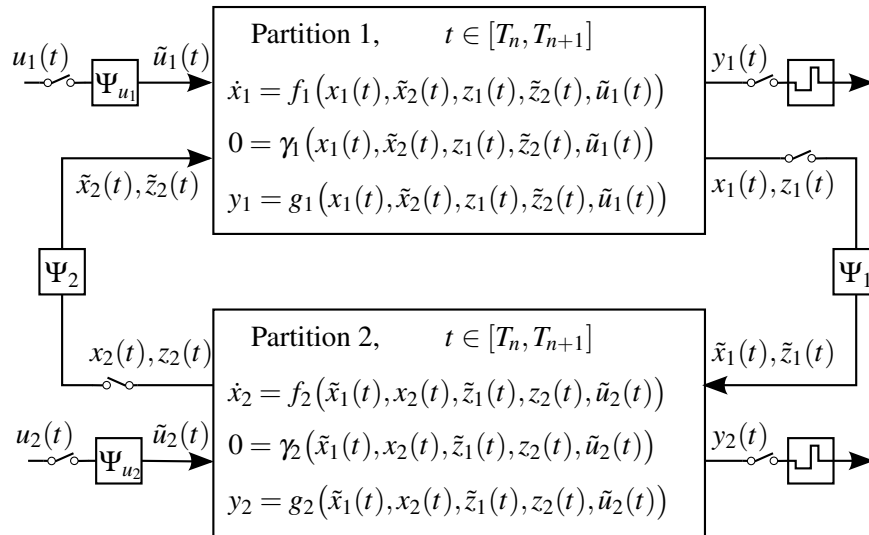 Partition 1, t ∈ [Tₙ, Tₙ₊₁]
u₁(t) ũ₁(t) y₁(t)
Ψ_{u₁}
ẋ₁ = f₁(x₁(t), x̃₂(t), z₁(t), z̃₂(t), ũ₁(t))
0 = γ₁(x₁(t), x̃₂(t), z₁(t), z̃₂(t), ũ₁(t))
x̃₂(t), z̃₂(t) x₁(t), z₁(t)
y₁ = g₁(x₁(t), x̃₂(t), z₁(t), z̃₂(t), ũ₁(t))
Ψ₂ Ψ₁
Partition 2, t ∈ [Tₙ, Tₙ₊₁]
x₂(t), z₂(t) x̃₁(t), z̃₁(t)
ẋ₂ = f₂(x̃₁(t), x₂(t), z̃₁(t), z₂(t), ũ₂(t))
u₂(t) ũ₂(t) y₂(t)
0 = γ₂(x̃₁(t), x₂(t), z̃₁(t), z₂(t), ũ₂(t))
Ψ_{u₂}
y₂ = g₂(x̃₁(t), x₂(t), z̃₁(t), z₂(t), ũ₂(t))